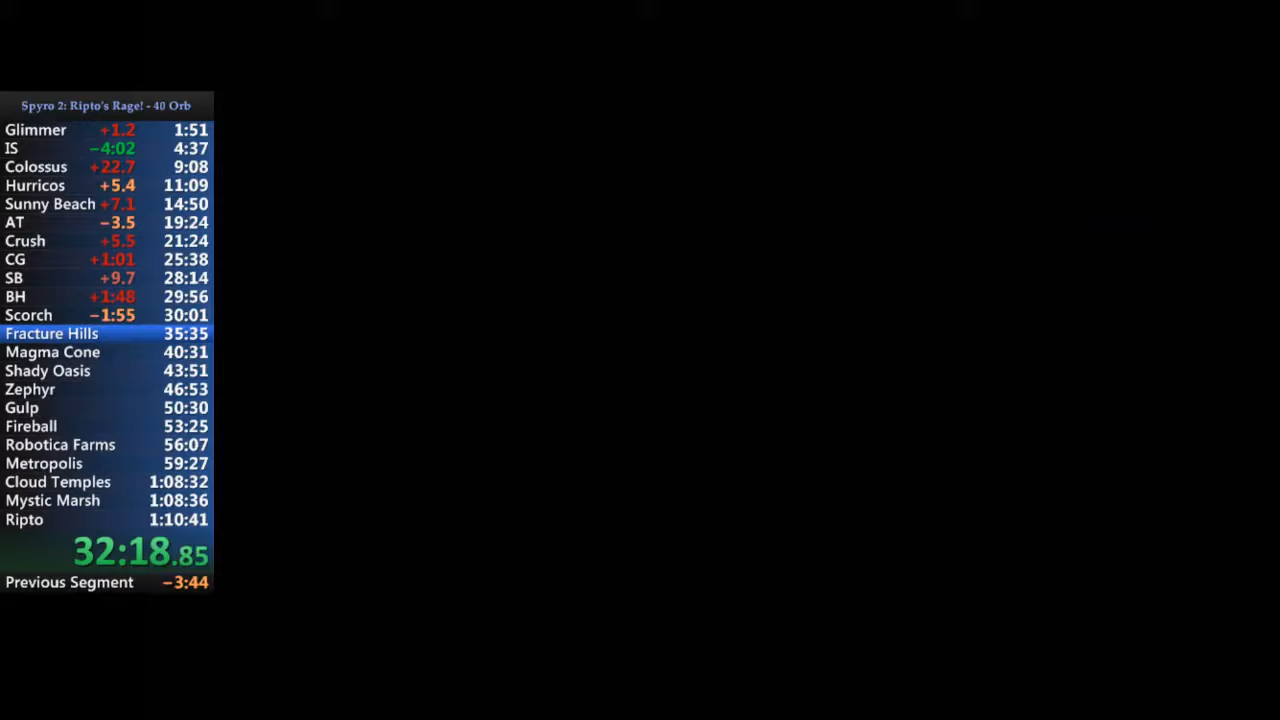 Spyro 2: Ripto's Rage! - 40 Orb
Glimmer +1.2 1:51
IS −4:02 4:37
Colossus +22.7 9:08
Hurricos +5.4 11:09
Sunny Beach +7.1 14:50
AT −3.5 19:24
Crush +5.5 21:24
CG +1:01 25:38
SB +9.7 28:14
BH +1:48 29:56
Scorch −1:55 30:01
Fracture Hills 35:35
Magma Cone 40:31
Shady Oasis 43:51
Zephyr 46:53
Gulp 50:30
Fireball 53:25
Robotica Farms 56:07
Metropolis 59:27
Cloud Temples 1:08:32
Mystic Marsh 1:08:36
Ripto 1:10:41
32:18.85
Previous Segment −3:44